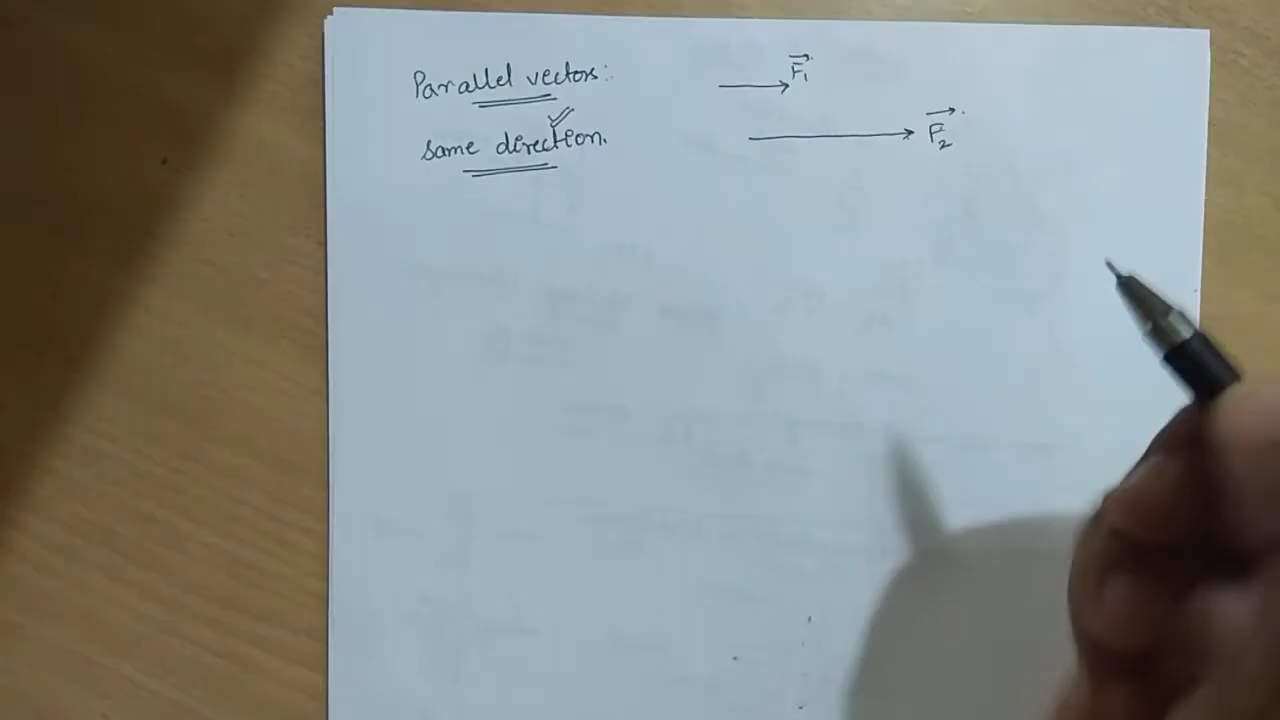 Parallel vectors:
F₁
same direction.
F₂